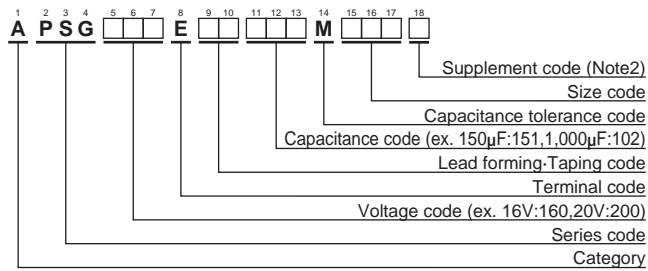 1 2 3 4 5 6 7 8 9 10 11 12 13 14 15 16 17 18
A P S G E M
Supplement code (Note2)
Size code
Capacitance tolerance code
Capacitance code (ex. 150μF:151,1,000μF:102)
Lead forming·Taping code
Terminal code
Voltage code (ex. 16V:160,20V:200)
Series code
Category